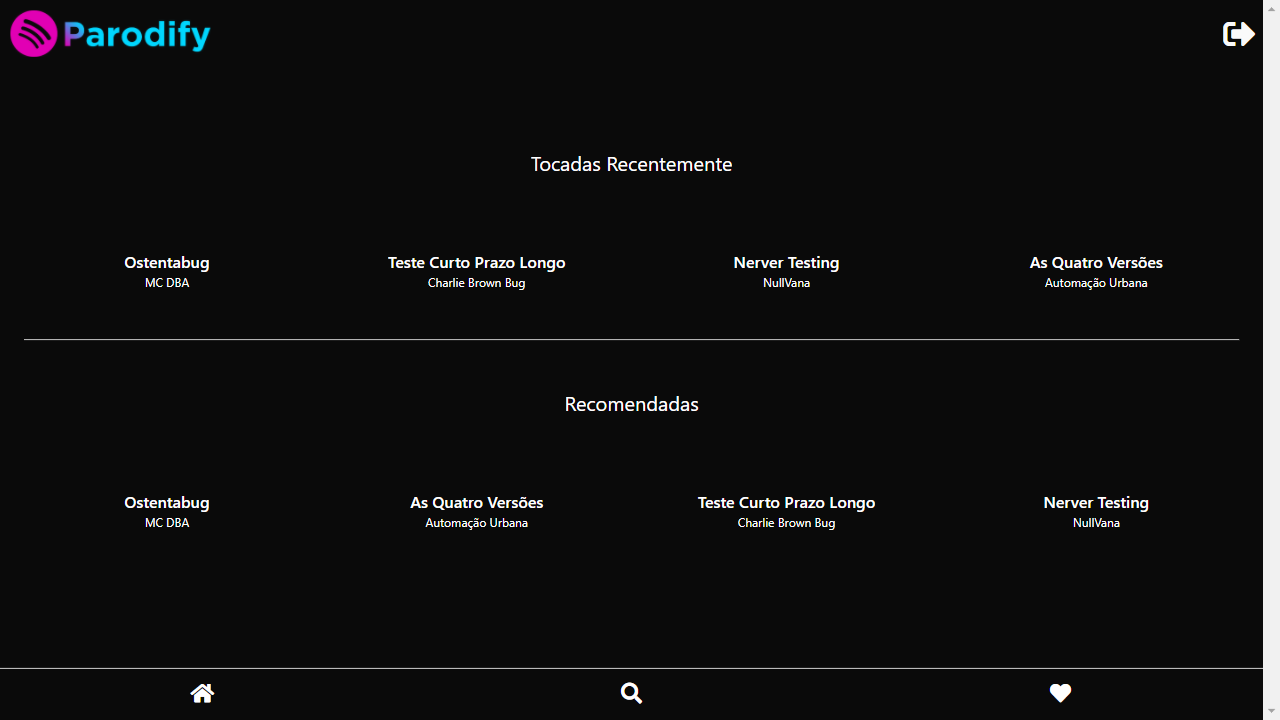 Parodify
Tocadas Recentemente
Ostentabug
MC DBA
Teste Curto Prazo Longo
Charlie Brown Bug
Nerver Testing
NullVana
As Quatro Versões
Automação Urbana
Recomendadas
Ostentabug
MC DBA
As Quatro Versões
Automação Urbana
Teste Curto Prazo Longo
Charlie Brown Bug
Nerver Testing
NullVana